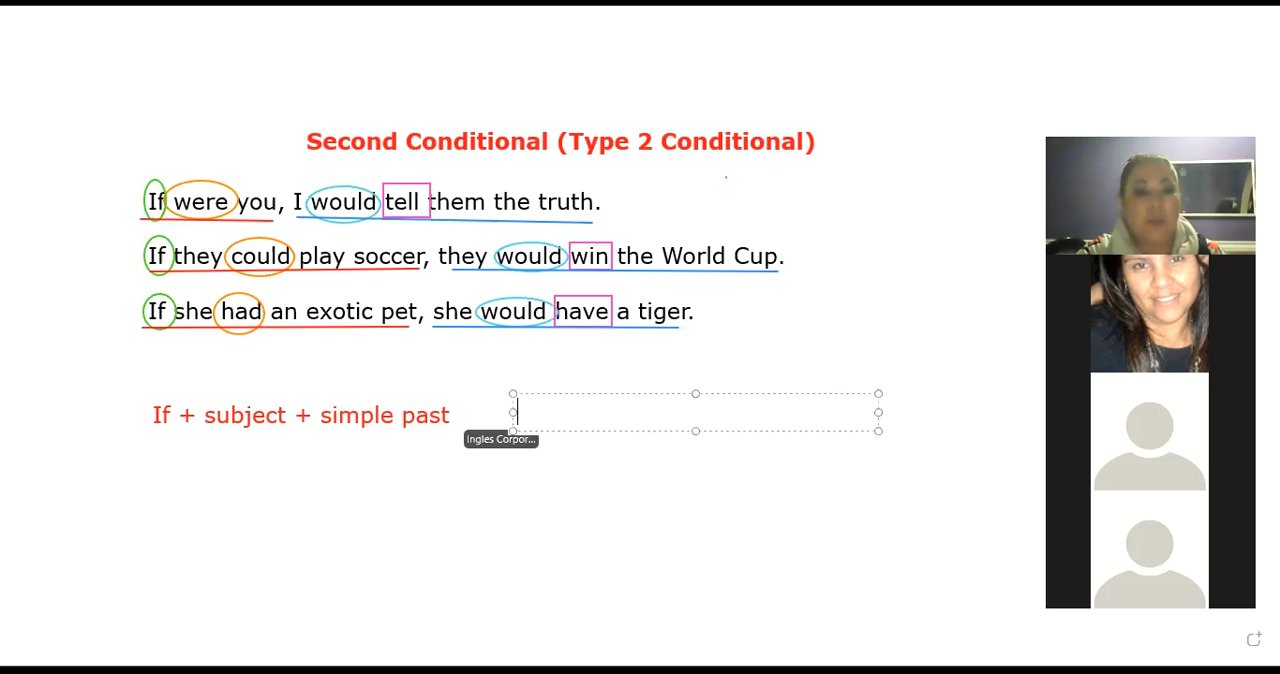 Second Conditional (Type 2 Conditional)
If were you, I would tell them the truth.
If they could play soccer, they would win the World Cup.
If she had an exotic pet, she would have a tiger.
If + subject + simple past
Ingles Corpor...